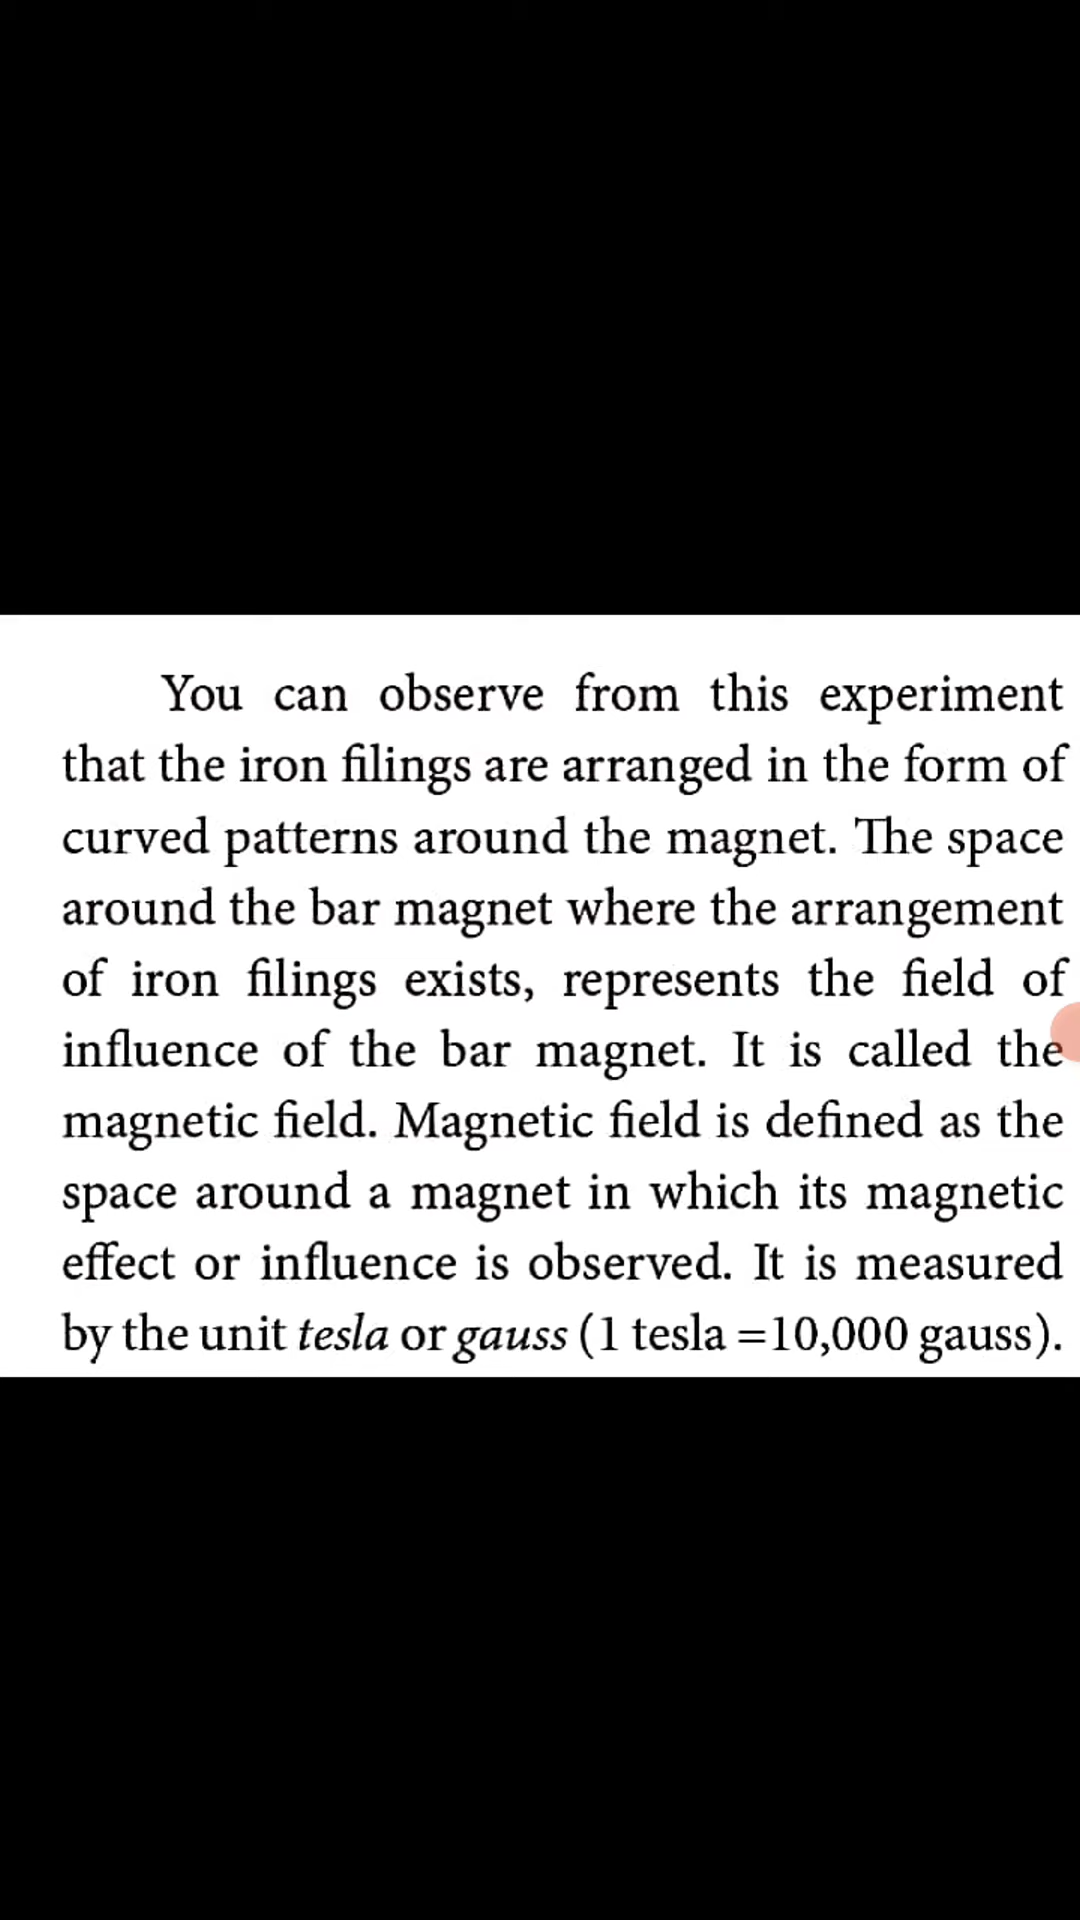 You can observe from this experiment
that the iron filings are arranged in the form of
curved patterns around the magnet. The space
around the bar magnet where the arrangement
of iron filings exists, represents the field of
influence of the bar magnet. It is called the
magnetic field. Magnetic field is defined as the
space around a magnet in which its magnetic
effect or influence is observed. It is measured
by the unit tesla or gauss (1 tesla =10,000 gauss).